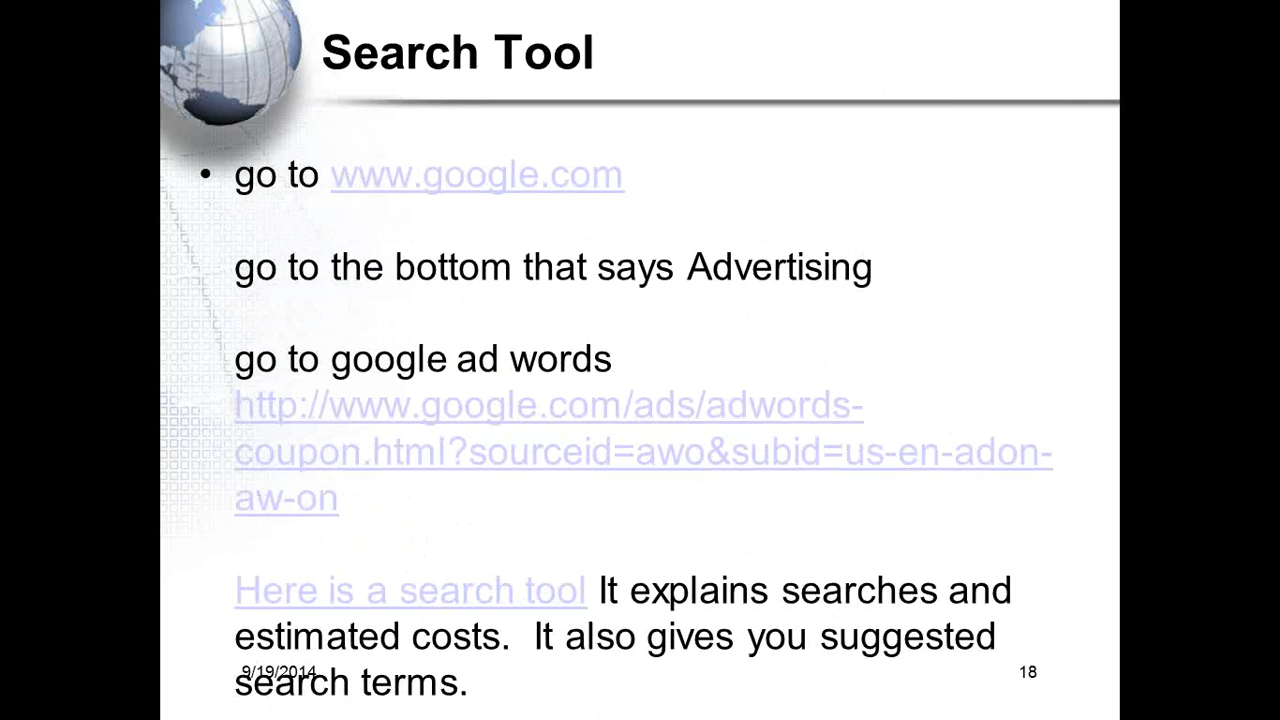 Search Tool
• go to www.google.com
go to the bottom that says Advertising
go to google ad words
http://www.google.com/ads/adwords-
coupon.html?sourceid=awo&subid=us-en-adon-
aw-on
Here is a search tool It explains searches and
estimated costs.  It also gives you suggested
search terms.
9/19/2014
18